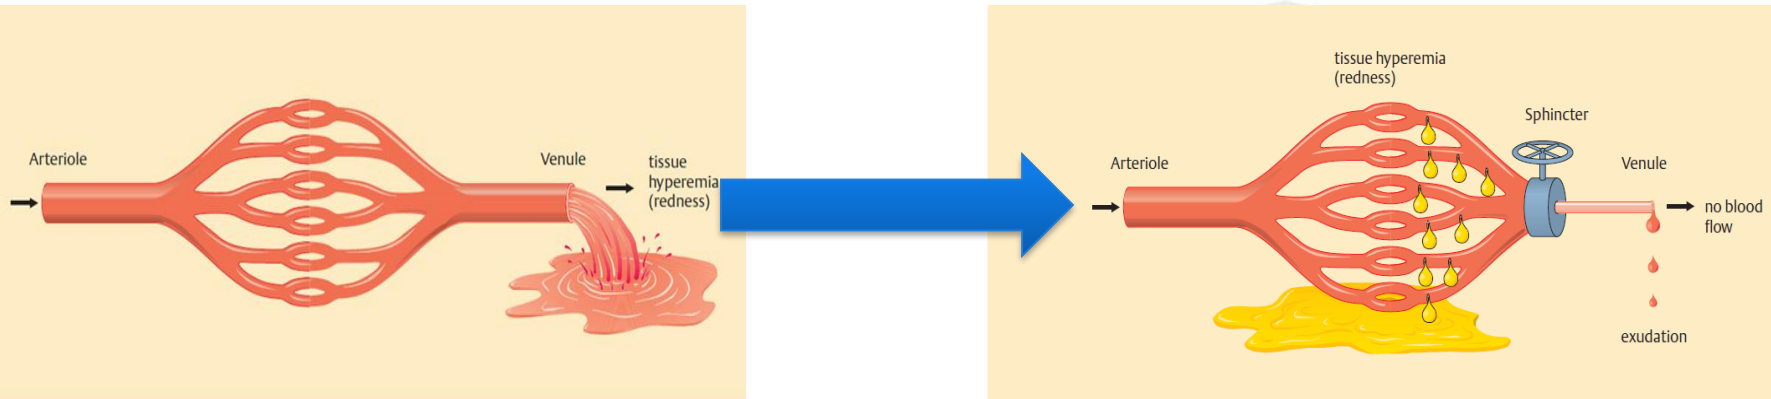 Arteriole
Venule
tissue
hyperemia
(redness)
tissue hyperemia
(redness)
Sphincter
Arteriole
Venule
no blood
flow
exudation